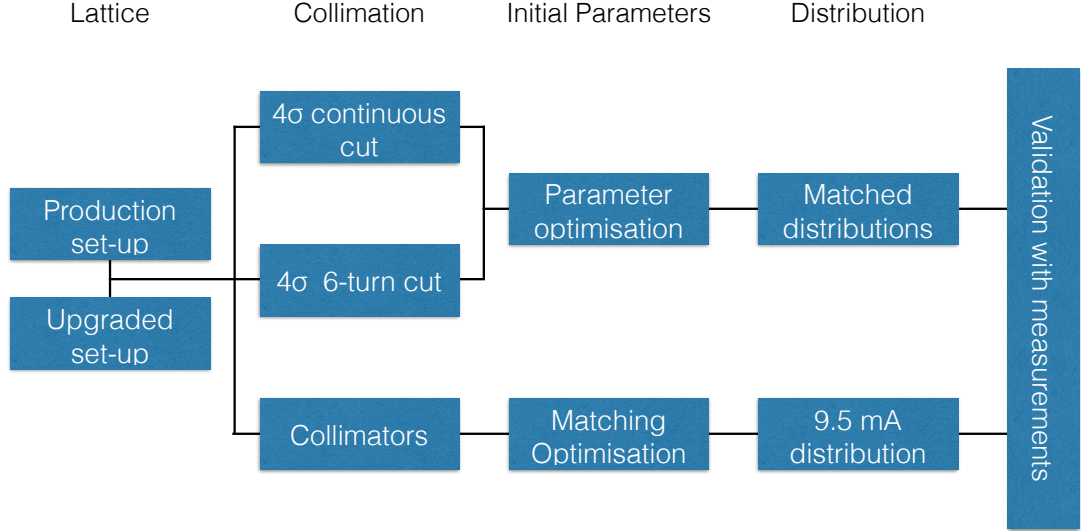 Lattice
Collimation
Initial Parameters
Distribution
4σ continuous
cut
Production
set-up
Parameter
optimisation
Matched
distributions
4σ 6-turn cut
Upgraded
set-up
Collimators
Matching
Optimisation
9.5 mA
distribution
Validation with measurements